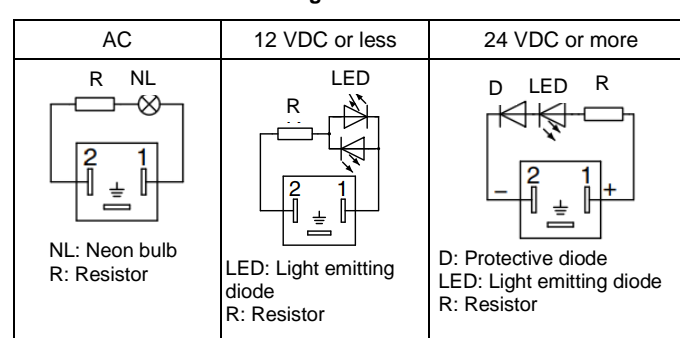 AC
12 VDC or less
24 VDC or more
R NL
2 1
NL: Neon bulb
R: Resistor
LED
R
2 1
LED: Light emitting
diode
R: Resistor
D LED R
2 1
– +
D: Protective diode
LED: Light emitting diode
R: Resistor